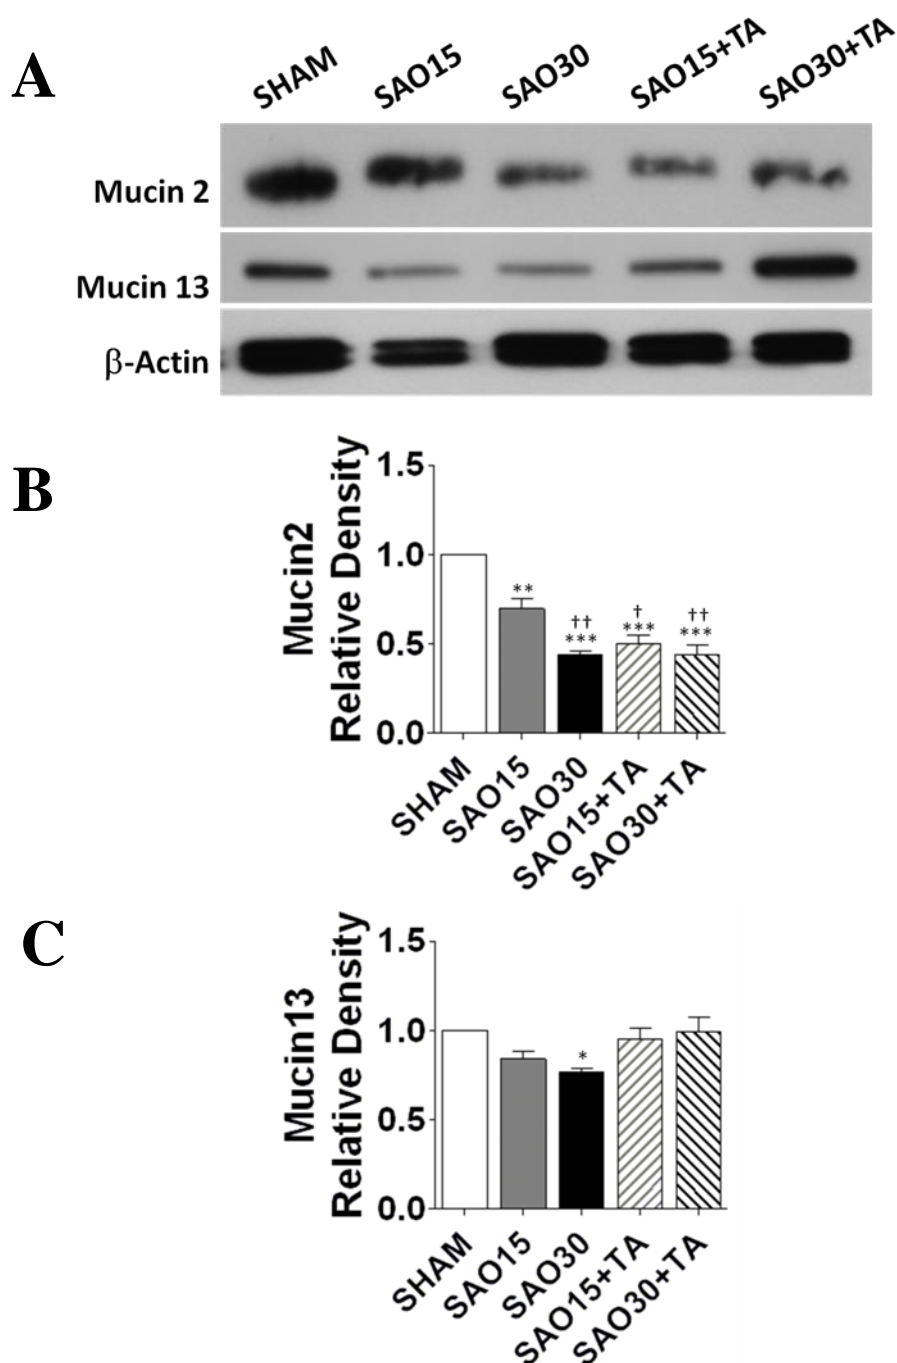 A
SHAM SAO15 SAO30 SAO15+TA SAO30+TA
Mucin 2
Mucin 13
β-Actin
B
Mucin2
Relative Density
1.5
1.0
0.5
0.0
**
†† *** 
† ***
†† ***
SHAM SAO15 SAO30 SAO15+TA SAO30+TA
C
Mucin13
Relative Density
1.5
1.0
0.5
0.0
*
SHAM SAO15 SAO30 SAO15+TA SAO30+TA